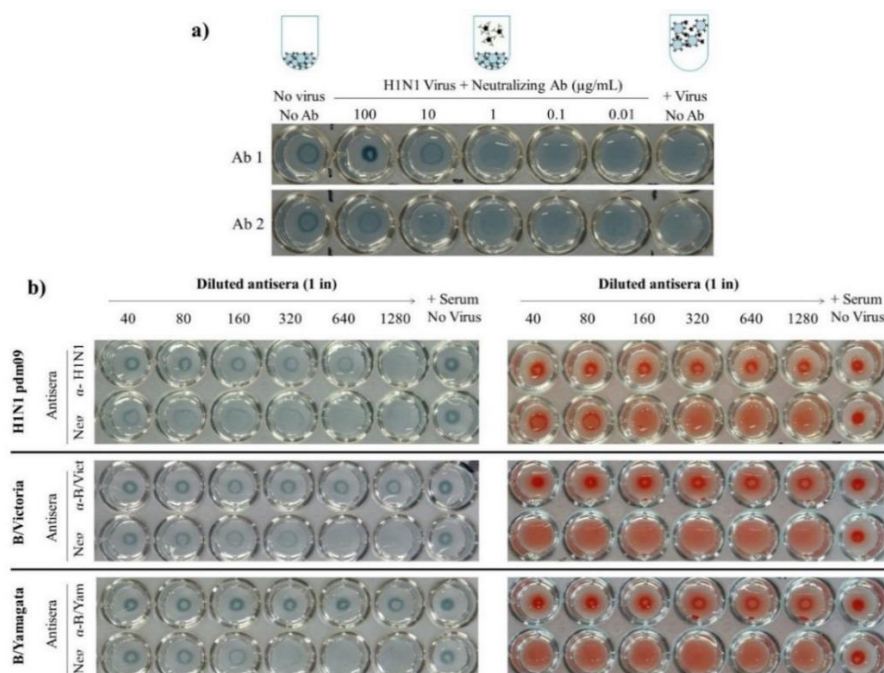 a)
H1N1 Virus + Neutralizing Ab (µg/mL)
No virus
No Ab
100 10 1 0.1 0.01
+ Virus
No Ab
Ab 1
Ab 2
b)
Diluted antisera (1 in)
+ Serum
No Virus
40 80 160 320 640 1280
Diluted antisera (1 in)
+ Serum
No Virus
40 80 160 320 640 1280
H1N1 pdm09
Antisera
α- H1N1
Neg
B/Victoria
Antisera
α-B/Vict
Neg
B/Yamagata
Antisera
α-B/Yam
Neg